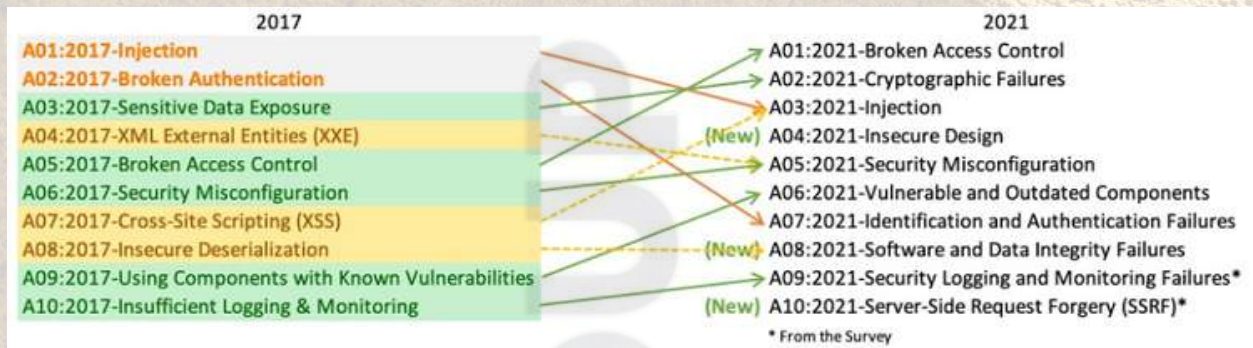 2017
A01:2017-Injection
A02:2017-Broken Authentication
A03:2017-Sensitive Data Exposure
A04:2017-XML External Entities (XXE)
A05:2017-Broken Access Control
A06:2017-Security Misconfiguration
A07:2017-Cross-Site Scripting (XSS)
A08:2017-Insecure Deserialization
A09:2017-Using Components with Known Vulnerabilities
A10:2017-Insufficient Logging & Monitoring
2021
A01:2021-Broken Access Control
A02:2021-Cryptographic Failures
A03:2021-Injection
(New) A04:2021-Insecure Design
A05:2021-Security Misconfiguration
A06:2021-Vulnerable and Outdated Components
A07:2021-Identification and Authentication Failures
(New) A08:2021-Software and Data Integrity Failures
A09:2021-Security Logging and Monitoring Failures*
(New) A10:2021-Server-Side Request Forgery (SSRF)*
* From the Survey